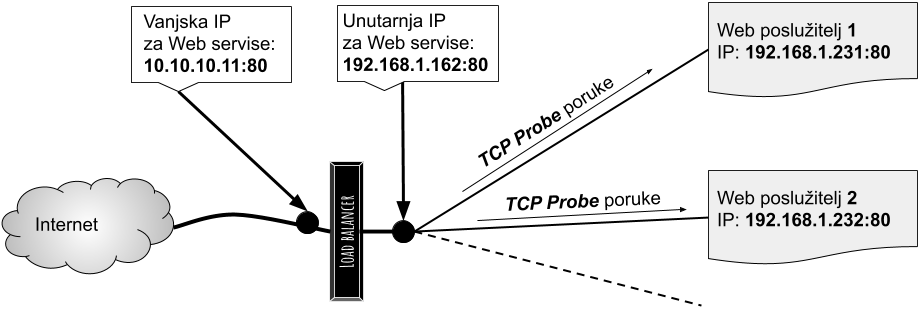 Vanjska IP
za Web servise:
10.10.10.11:80
Unutarnja IP
za Web servise:
192.168.1.162:80
Web poslužitelj 1
IP: 192.168.1.231:80
TCP Probe poruke
Internet
LOAD BALANCER
TCP Probe poruke
Web poslužitelj 2
IP: 192.168.1.232:80